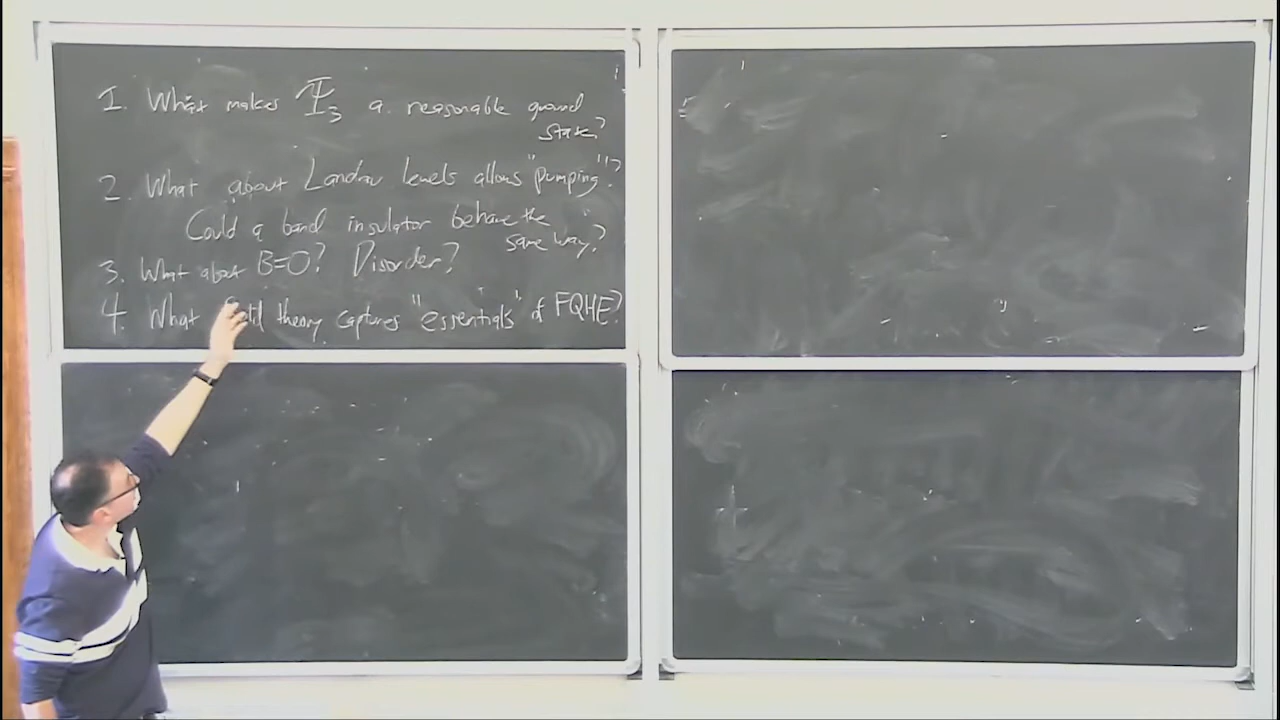 1. What makes Ψ₃ a reasonable ground
state?
2. What about Landau levels allows "pumping"?
Could a band insulator behave the
same way?
3. What about B=0? Disorder?
4. What theory captures "essentials" of FQHE?